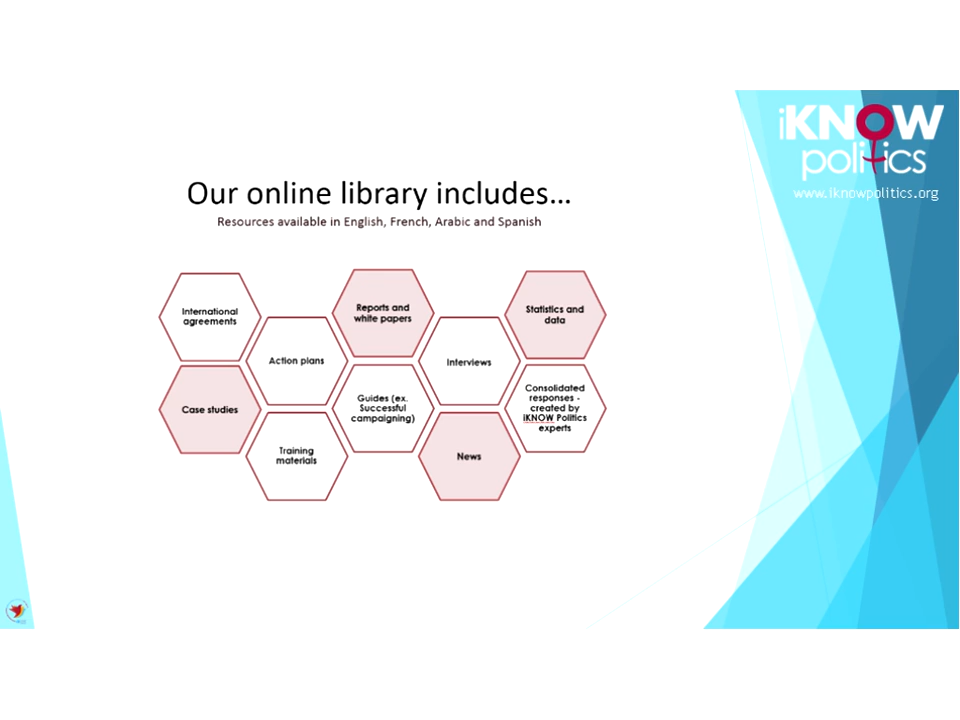 iKNOW
politics
www.iknowpolitics.org
Our online library includes...
Resources available in English, French, Arabic and Spanish
International
agreements
Action plans
Reports and
white papers
Interviews
Statistics and
data
Case studies
Training
materials
Guides (ex.
Successful
campaigning)
News
Consolidated
responses -
created by
iKNOW Politics
experts